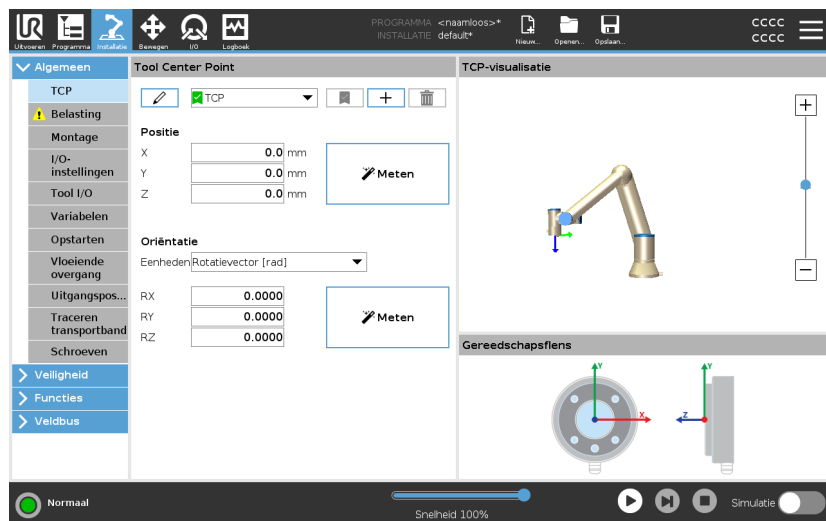 UR
Uitvoeren Programma Installatie Bewegen I/O Logboek
PROGRAMMA <naamloos>*
INSTALLATIE default*
Nieuw... Openen... Opslaan...
cccc
cccc
Algemeen
TCP
Belasting
Montage
I/O-
instellingen
Tool I/O
Variabelen
Opstarten
Vloeiende
overgang
Uitgangspos...
Traceren
transportband
Schroeven
Veiligheid
Functies
Veldbus
Tool Center Point
TCP
Positie
X 0.0 mm
Y 0.0 mm
Z 0.0 mm
Meten
Oriëntatie
Eenheden Rotatievector [rad]
RX 0.0000
RY 0.0000
RZ 0.0000
Meten
TCP-visualisatie
Gereedschapsflens
Y
X
Y
Z
Normaal
Snelheid 100%
Simulatie